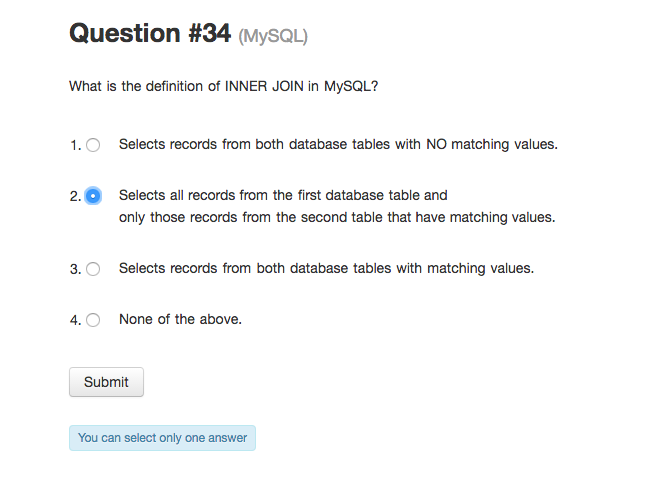 Question #34 (MySQL)
What is the definition of INNER JOIN in MySQL?
1. Selects records from both database tables with NO matching values.
2. Selects all records from the first database table and
only those records from the second table that have matching values.
3. Selects records from both database tables with matching values.
4. None of the above.
Submit
You can select only one answer